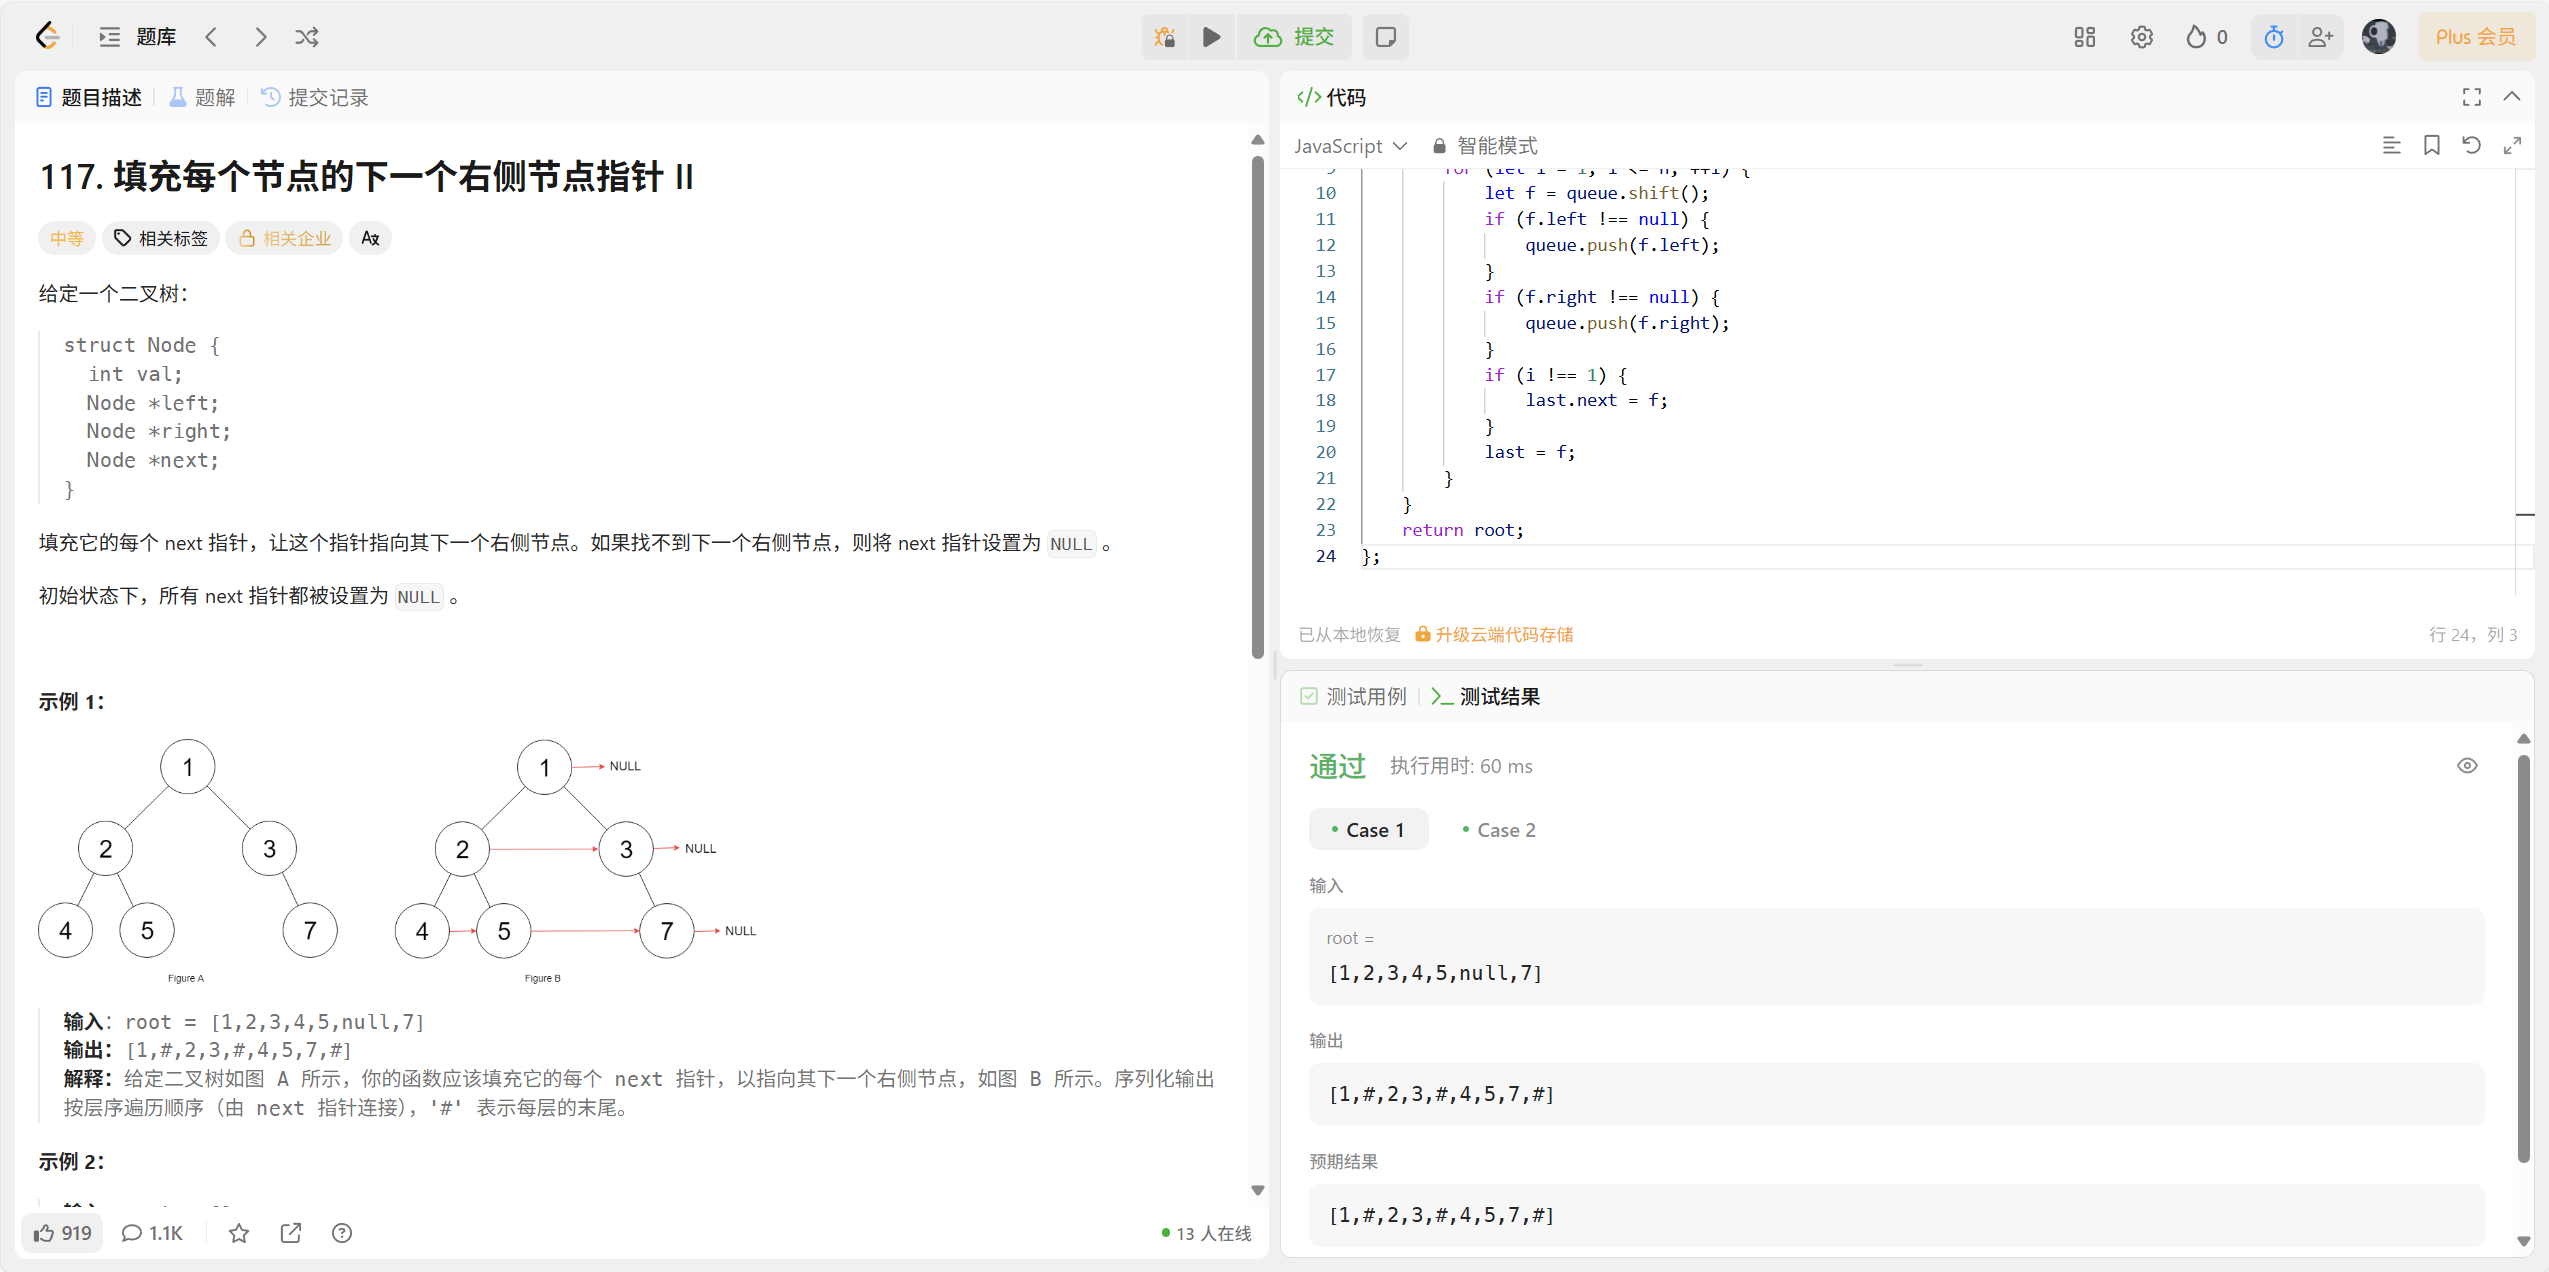 题库
提交
0
Plus 会员
题目描述
题解
提交记录
117. 填充每个节点的下一个右侧节点指针 II
中等
相关标签
相关企业
给定一个二叉树：
struct Node {
  int val;
  Node *left;
  Node *right;
  Node *next;
}
填充它的每个 next 指针，让这个指针指向其下一个右侧节点。如果找不到下一个右侧节点，则将 next 指针设置为 NULL 。
初始状态下，所有 next 指针都被设置为 NULL 。
示例 1：
1
2 3
4 5 7
Figure A
1 NULL
2 3 NULL
4 5 7 NULL
Figure B
输入：root = [1,2,3,4,5,null,7]
输出：[1,#,2,3,#,4,5,7,#]
解释：给定二叉树如图 A 所示，你的函数应该填充它的每个 next 指针，以指向其下一个右侧节点，如图 B 所示。序列化输出
按层序遍历顺序（由 next 指针连接），'#' 表示每层的末尾。
示例 2：
919
1.1K
13 人在线
</> 代码
JavaScript
智能模式
10 let f = queue.shift();
11 if (f.left !== null) {
12 queue.push(f.left);
13 }
14 if (f.right !== null) {
15 queue.push(f.right);
16 }
17 if (i !== 1) {
18 last.next = f;
19 }
20 last = f;
21 }
22 }
23 return root;
24 };
已从本地恢复
升级云端代码存储
行 24，列 3
测试用例
测试结果
通过
执行用时: 60 ms
Case 1
Case 2
输入
root =
[1,2,3,4,5,null,7]
输出
[1,#,2,3,#,4,5,7,#]
预期结果
[1,#,2,3,#,4,5,7,#]